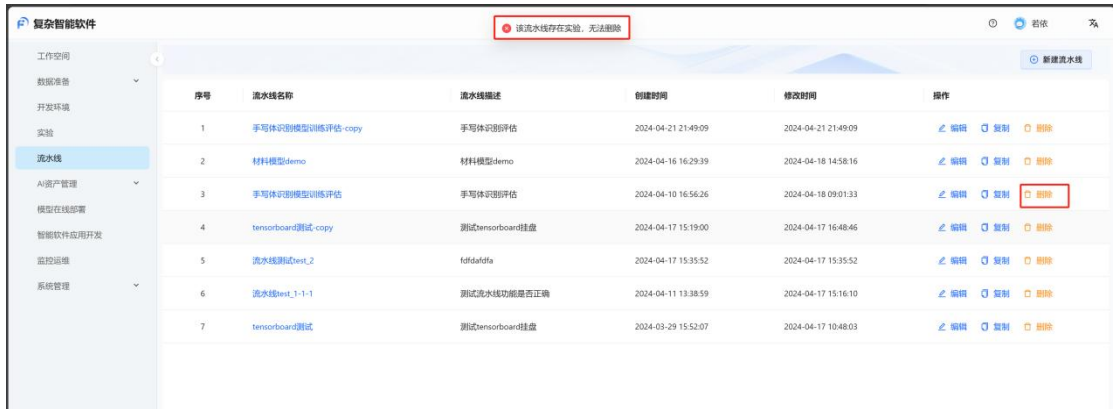 复杂智能软件
该流水线存在实验,无法删除
若依
工作空间
新建流水线
数据准备
开发环境
实验
流水线
AI资产管理
模型在线部署
智能软件应用开发
监控运维
系统管理
序号 流水线名称 流水线描述 创建时间 修改时间 操作
1 手写体识别模型训练评估-copy 手写体识别评估 2024-04-21 21:49:09 2024-04-21 21:49:09 编辑 复制 删除
2 材料模型demo 材料模型demo 2024-04-16 16:29:39 2024-04-18 14:58:16 编辑 复制 删除
3 手写体识别模型训练评估 手写体识别评估 2024-04-10 16:56:26 2024-04-18 09:01:33 编辑 复制 删除
4 tensorboard测试-copy 测试tensorboard挂盘 2024-04-17 15:19:00 2024-04-17 16:48:46 编辑 复制 删除
5 流水线测试test_2 fdfdafdfa 2024-04-17 15:35:52 2024-04-17 15:35:52 编辑 复制 删除
6 流水线test_1-1-1 测试流水线功能是否正确 2024-04-11 13:38:59 2024-04-17 15:16:10 编辑 复制 删除
7 tensorboard测试 测试tensorboard挂盘 2024-03-29 15:52:07 2024-04-17 10:48:03 编辑 复制 删除